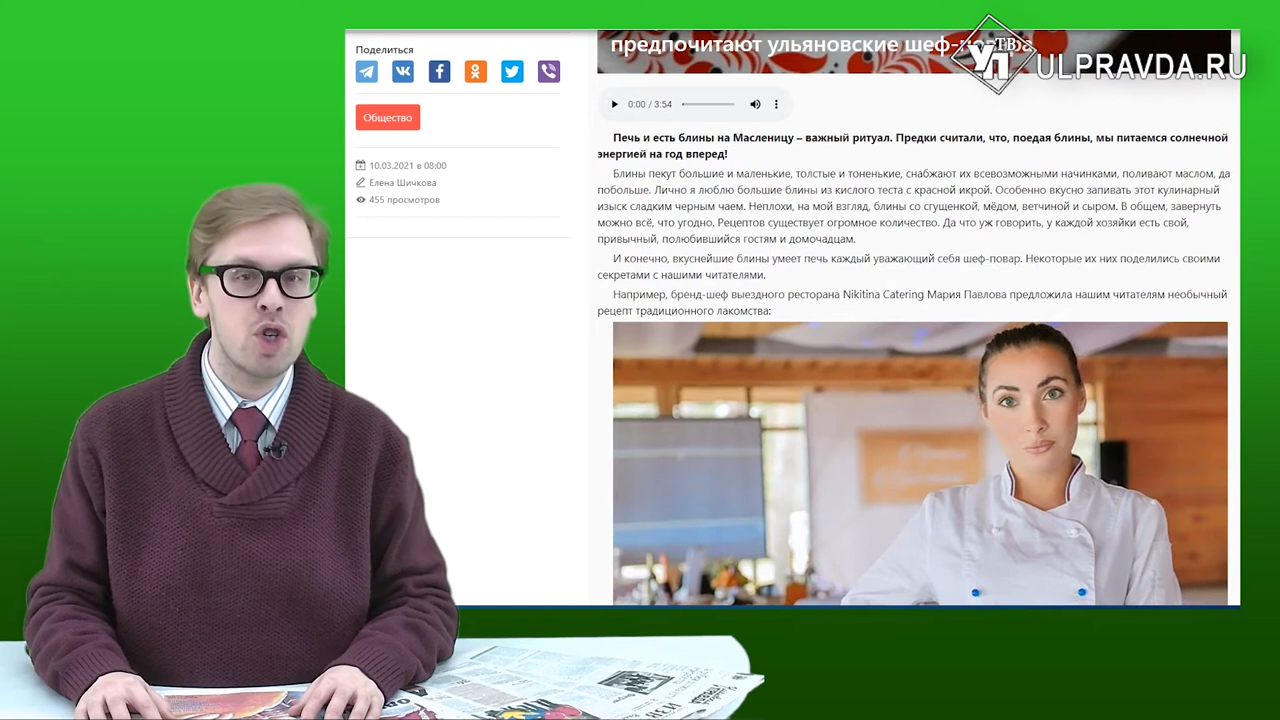 Поделиться
Общество
10.03.2021 в 08:00
Елена Шичкова
455 просмотров
предпочитают ульяновские шеф-повара
ТВ
УП
ULPRAVDA.RU
0:00 / 3:54
Печь и есть блины на Масленицу – важный ритуал. Предки считали, что, поедая блины, мы питаемся солнечной
энергией на год вперед!
Блины пекут большие и маленькие, толстые и тоненькие, снабжают их всевозможными начинками, поливают маслом, да
побольше. Лично я люблю большие блины из кислого теста с красной икрой. Особенно вкусно запивать этот кулинарный
изыск сладким черным чаем. Неплохи, на мой взгляд, блины со сгущенкой, мёдом, ветчиной и сыром. В общем, завернуть
можно всё, что угодно. Рецептов существует огромное количество. Да что уж говорить, у каждой хозяйки есть свой,
привычный, полюбившийся гостям и домочадцам.
И конечно, вкуснейшие блины умеет печь каждый уважающий себя шеф-повар. Некоторые их них поделились своими
секретами с нашими читателями.
Например, бренд-шеф выездного ресторана Nikitina Catering Мария Павлова предложила нашим читателям необычный
рецепт традиционного лакомства: